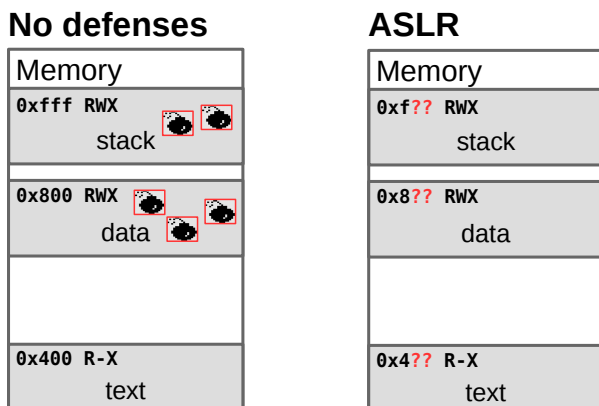 No defenses
Memory
0xfff RWX
stack
0x800 RWX
data
0x400 R-X
text
ASLR
Memory
0xf?? RWX
stack
0x8?? RWX
data
0x4?? R-X
text